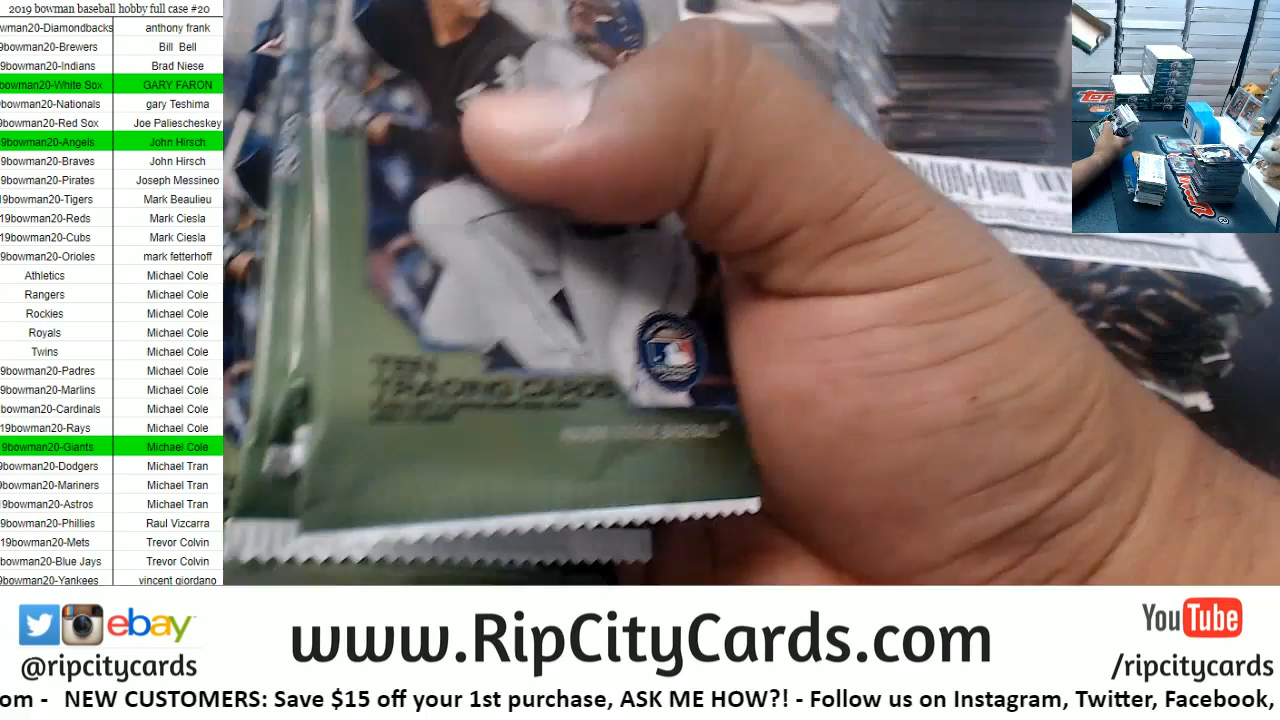 2019 bowman baseball hobby full case #20
owman20-Diamondbacks anthony frank
9bowman20-Brewers Bill Bell
9bowman20-Indians Brad Niese
bowman20-White Sox GARY FARON
bowman20-Nationals gary Teshima
bowman20-Red Sox Joe Paliescheskey
9bowman20-Angels John Hirsch
9bowman20-Braves John Hirsch
9bowman20-Pirates Joseph Messineo
9bowman20-Tigers Mark Beaulieu
19bowman20-Reds Mark Ciesla
19bowman20-Cubs Mark Ciesla
9bowman20-Orioles mark fetterhoff
Athletics Michael Cole
Rangers Michael Cole
Rockies Michael Cole
Royals Michael Cole
Twins Michael Cole
9bowman20-Padres Michael Cole
9bowman20-Marlins Michael Cole
bowman20-Cardinals Michael Cole
19bowman20-Rays Michael Cole
9bowman20-Giants Michael Cole
9bowman20-Dodgers Michael Tran
9bowman20-Mariners Michael Tran
19bowman20-Astros Michael Tran
9bowman20-Phillies Raul Vizcarra
19bowman20-Mets Trevor Colvin
bowman20-Blue Jays Trevor Colvin
9bowman20-Yankees vincent giordano
TEN
TRADING CARDS
ebay
@ripcitycards
www.RipCityCards.com
YouTube
/ripcitycards
om - NEW CUSTOMERS: Save $15 off your 1st purchase, ASK ME HOW?! - Follow us on Instagram, Twitter, Facebook,